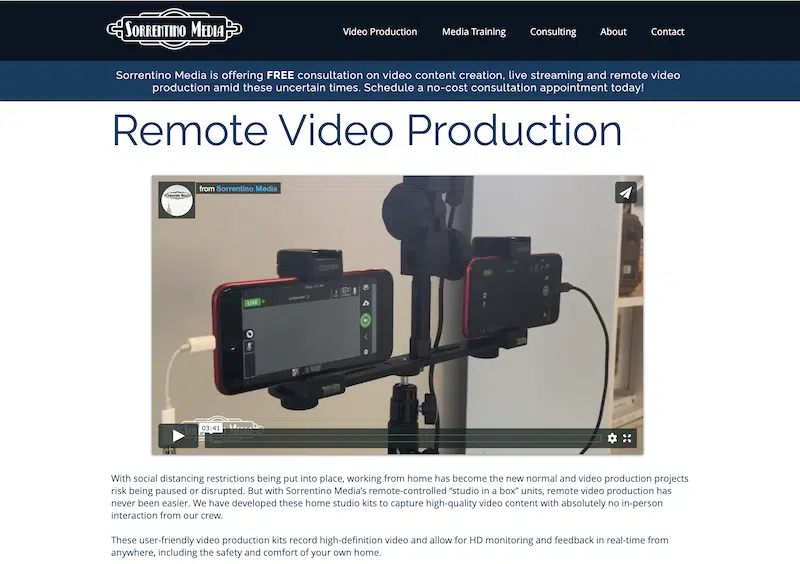 SORRENTINO MEDIA
Video Production
Media Training
Consulting
About
Contact
Sorrentino Media is offering FREE consultation on video content creation, live streaming and remote video
production amid these uncertain times. Schedule a no-cost consultation appointment today!
Remote Video Production
from Sorrentino Media
LIVE
03:41
With social distancing restrictions being put into place, working from home has become the new normal and video production projects
risk being paused or disrupted. But with Sorrentino Media’s remote-controlled “studio in a box” units, remote video production has
never been easier. We have developed these home studio kits to capture high-quality video content with absolutely no in-person
interaction from our crew.
These user-friendly video production kits record high-definition video and allow for HD monitoring and feedback in real-time from
anywhere, including the safety and comfort of your own home.